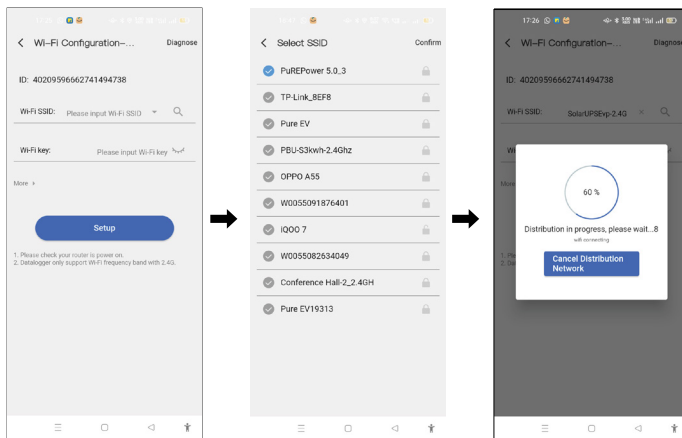 Wi-Fi Configuration-... Diagnose
ID: 40209596662741494738
Wi-Fi SSID: Please input Wi-Fi SSID
Wi-Fi key: Please input Wi-Fi key
More
Setup
1. Please check your router is power on.
2. Datalogger only support Wi-Fi frequency band with 2.4G.
Select SSID Confirm
PuREPower 5.0_3
TP-Link_8EF8
Pure EV
PBU-S3kwh-2.4Ghz
OPPO A55
W0055091876401
IQOO 7
W0055082634049
Conference Hall-2_2.4GH
Pure EV19313
17:26
Wi-Fi Configuration-... Diagnose
ID: 40209596662741494738
Wi-Fi SSID: SolarUPSEvp-2.4G
60 %
Distribution in progress, please wait...8
wifi connecting
Cancel Distribution
Network
More